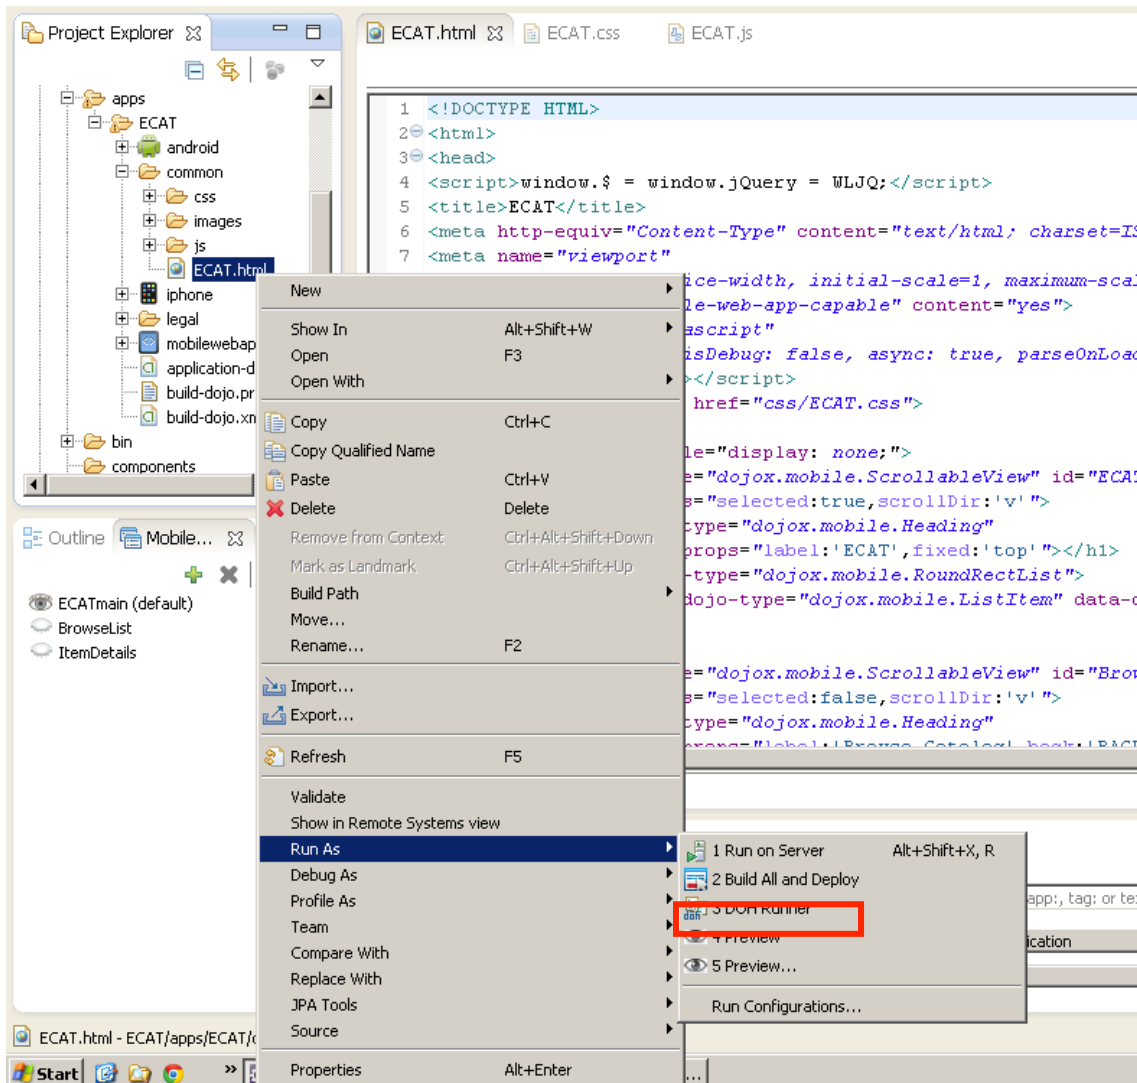 Project Explorer
apps
ECAT
android
common
css
images
js
ECAT.html
iphone
legal
mobilewebap
application-d
build-dojo.pr
build-dojo.xn
bin
components
Outline
Mobile...
ECATmain (default)
BrowseList
ItemDetails
ECAT.html
ECAT.css
ECAT.js
1 <!DOCTYPE HTML>
2 <html>
3 <head>
4 <script>window.$ = window.jQuery = WLJQ;</script>
5 <title>ECAT</title>
6 <meta http-equiv="Content-Type" content="text/html; charset=IS
7 <meta name="viewport"
ice-width, initial-scale=1, maximum-scal
le-web-app-capable" content="yes">
ascript"
isDebug: false, async: true, parseOnLoad
></script>
href="css/ECAT.css">
le="display: none;">
e="dojox.mobile.ScrollableView" id="ECAT
s="selected:true,scrollDir:'v'">
type="dojox.mobile.Heading"
props="label:'ECAT',fixed:'top'"></h1>
-type="dojox.mobile.RoundRectList">
dojo-type="dojox.mobile.ListItem" data-d
e="dojox.mobile.ScrollableView" id="Brow
s="selected:false,scrollDir:'v'">
type="dojox.mobile.Heading"
props="label:'Browse Catalog',back:'BACK
New
Show In Alt+Shift+W
Open F3
Open With
Copy Ctrl+C
Copy Qualified Name
Paste Ctrl+V
Delete Delete
Remove from Context Ctrl+Alt+Shift+Down
Mark as Landmark Ctrl+Alt+Shift+Up
Build Path
Move...
Rename... F2
Import...
Export...
Refresh F5
Validate
Show in Remote Systems view
Run As
Debug As
Profile As
Team
Compare With
Replace With
JPA Tools
Source
Properties Alt+Enter
1 Run on Server Alt+Shift+X, R
2 Build All and Deploy
3 DOH Runner
4 Preview
5 Preview...
Run Configurations...
app:, tag: or tex
ication
ECAT.html - ECAT/apps/ECAT/c
Start
»
...